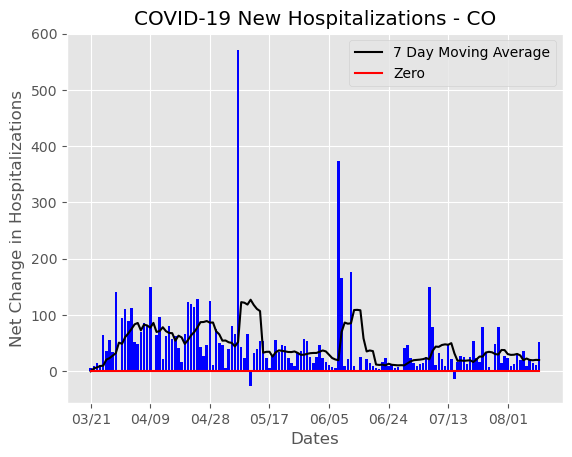 COVID-19 New Hospitalizations - CO
7 Day Moving Average
Zero
Net Change in Hospitalizations
600
500
400
300
200
100
0
03/21 04/09 04/28 05/17 06/05 06/24 07/13 08/01
Dates